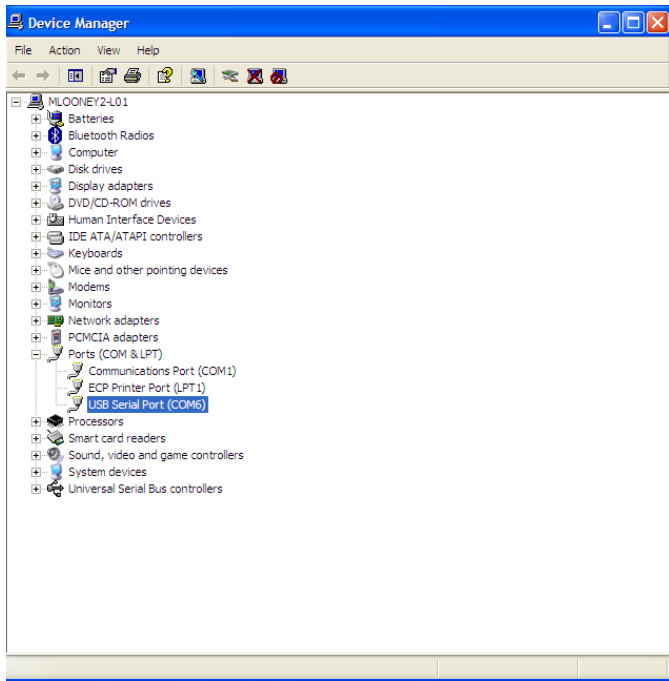 Device Manager
File Action View Help
MLOONEY2-L01
Batteries
Bluetooth Radios
Computer
Disk drives
Display adapters
DVD/CD-ROM drives
Human Interface Devices
IDE ATA/ATAPI controllers
Keyboards
Mice and other pointing devices
Modems
Monitors
Network adapters
PCMCIA adapters
Ports (COM & LPT)
Communications Port (COM1)
ECP Printer Port (LPT1)
USB Serial Port (COM6)
Processors
Smart card readers
Sound, video and game controllers
System devices
Universal Serial Bus controllers